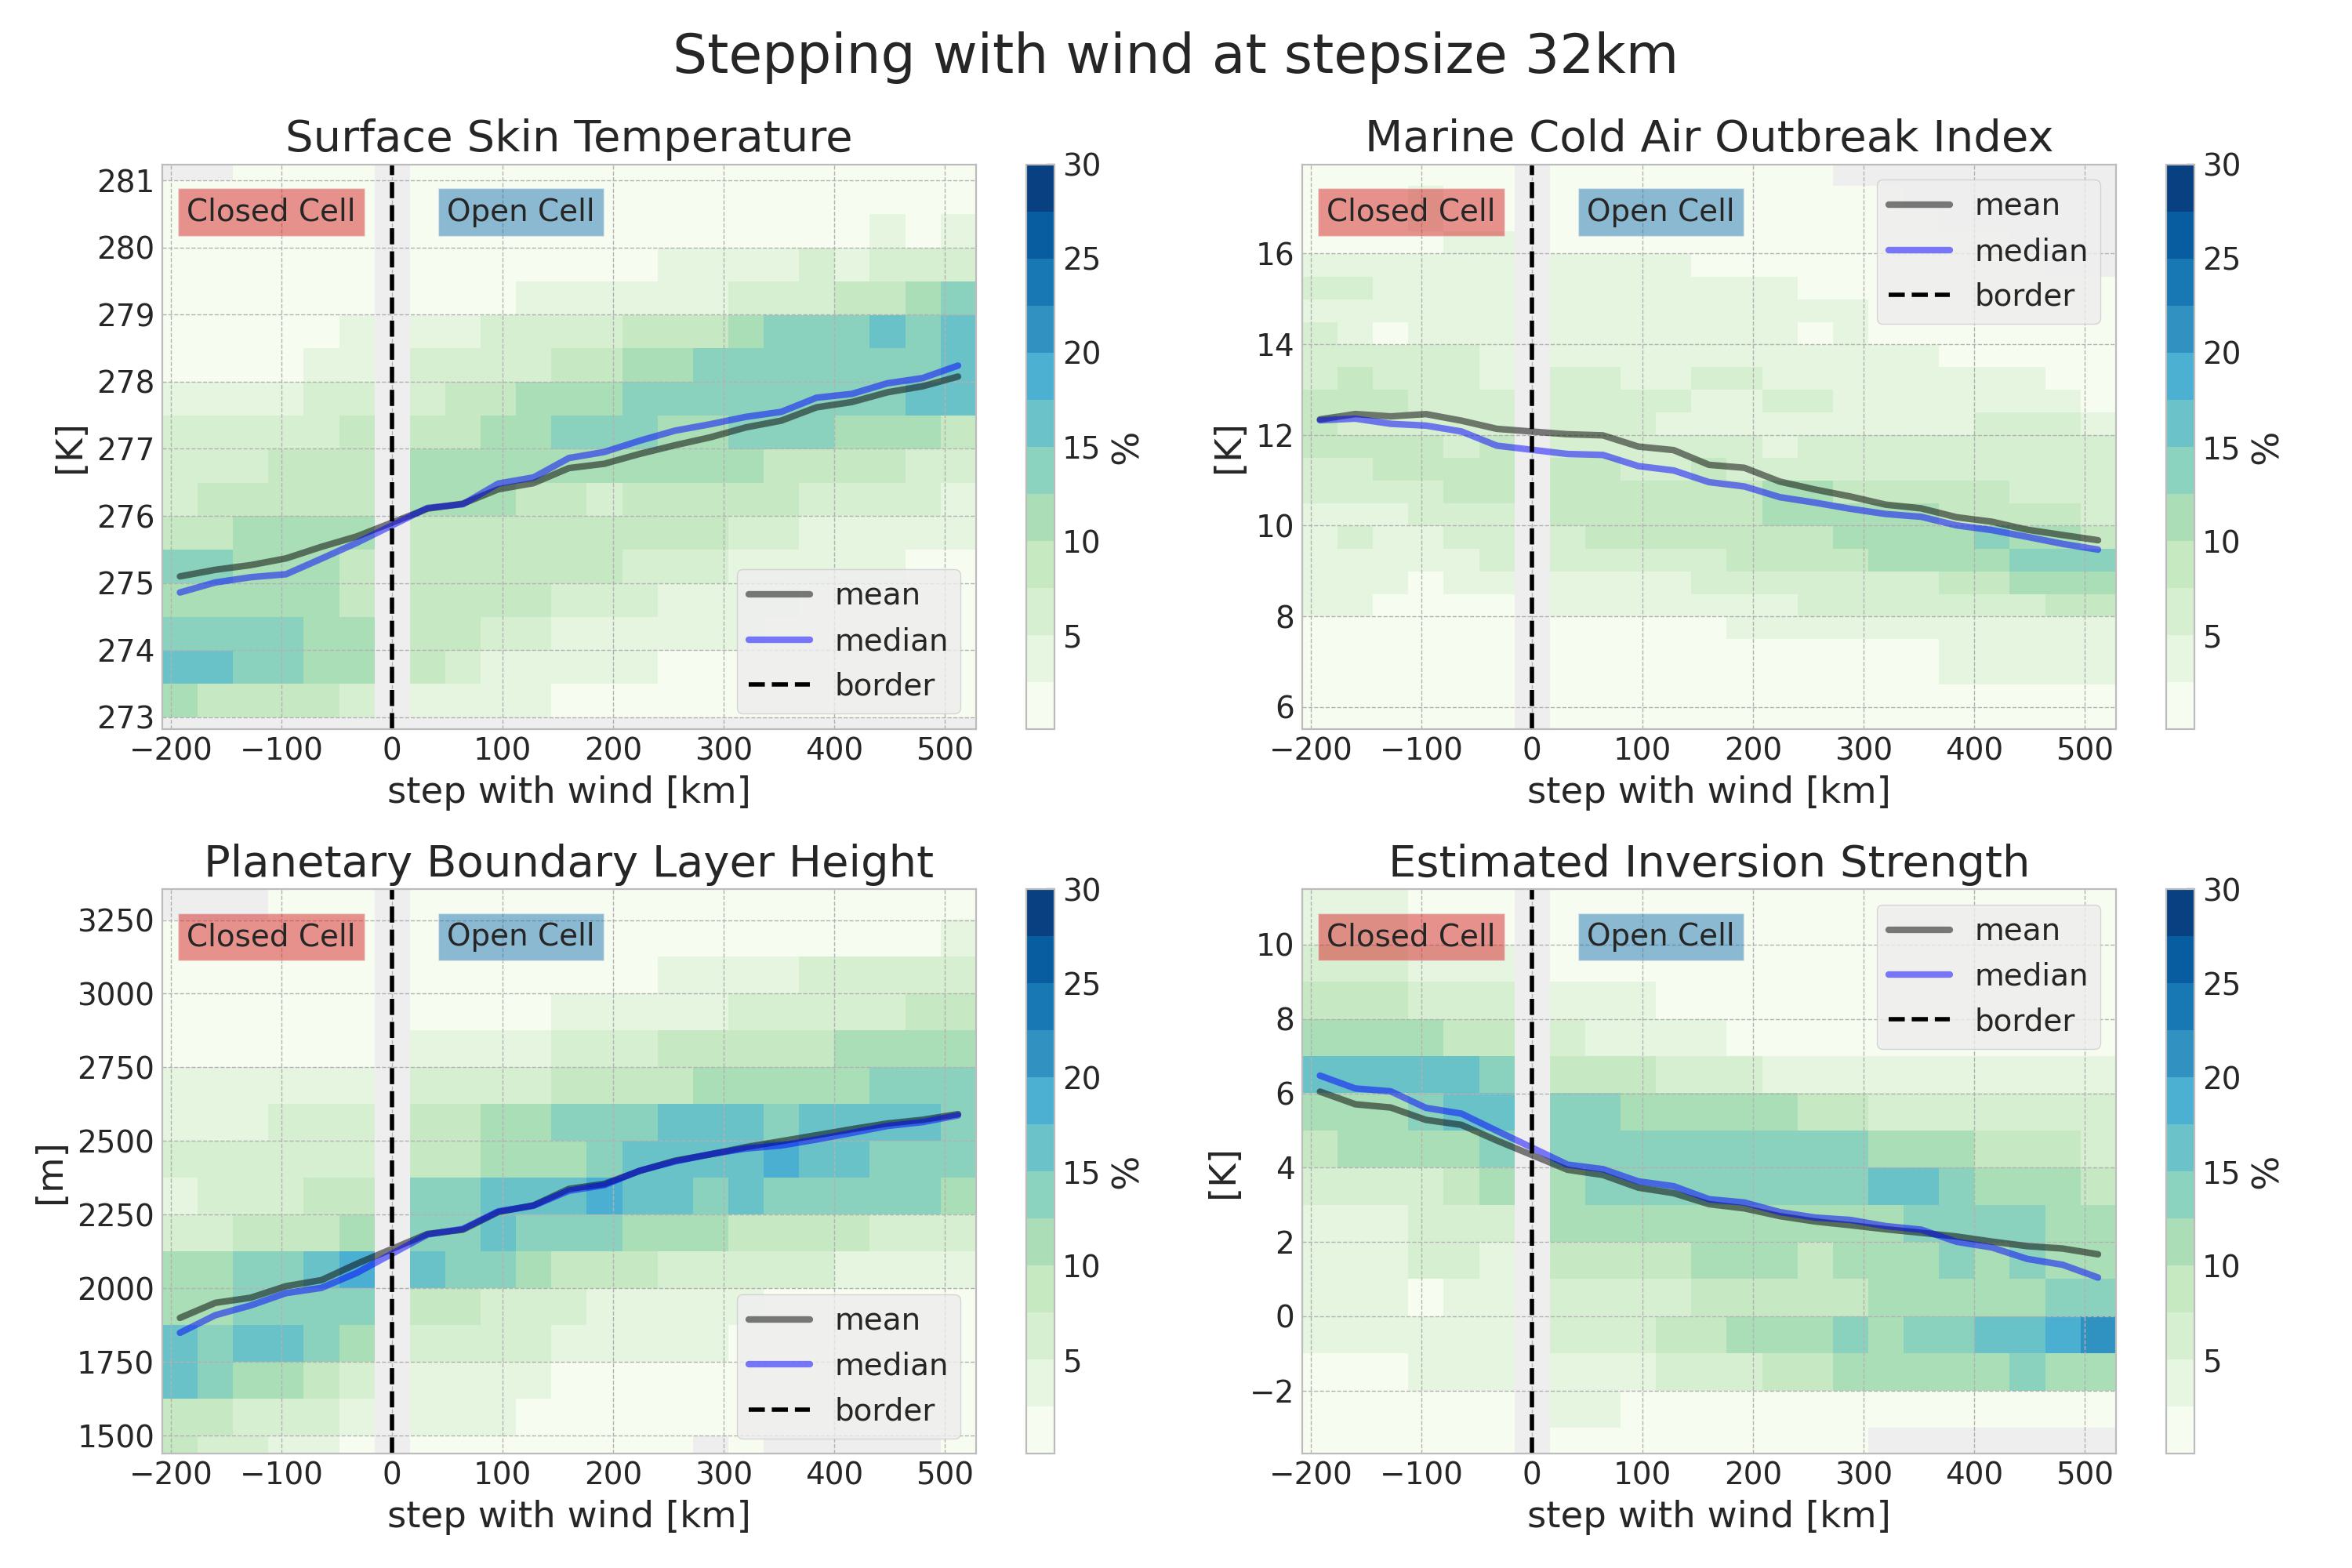 Stepping with wind at stepsize 32km
Surface Skin Temperature
281
280
279
278
277
276
275
274
273
[K]
Closed Cell
Open Cell
mean
median
border
−200 −100 0 100 200 300 400 500
step with wind [km]
30
25
20
15
10
5
%
Marine Cold Air Outbreak Index
16
14
12
10
8
6
[K]
Closed Cell
Open Cell
mean
median
border
−200 −100 0 100 200 300 400 500
step with wind [km]
30
25
20
15
10
5
%
Planetary Boundary Layer Height
3250
3000
2750
2500
2250
2000
1750
1500
[m]
Closed Cell
Open Cell
mean
median
border
−200 −100 0 100 200 300 400 500
step with wind [km]
30
25
20
15
10
5
%
Estimated Inversion Strength
10
8
6
4
2
0
−2
[K]
Closed Cell
Open Cell
mean
median
border
−200 −100 0 100 200 300 400 500
step with wind [km]
30
25
20
15
10
5
%